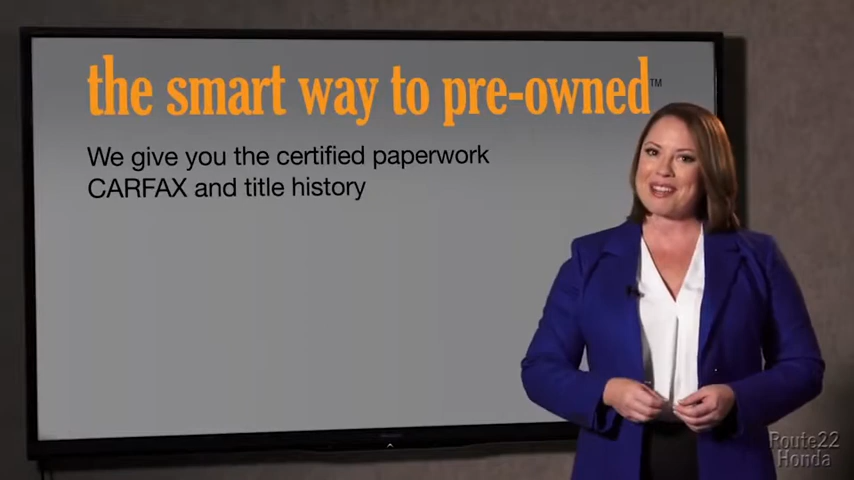 the smart way to pre-owned™
We give you the certified paperwork
CARFAX and title history
Route22
Honda